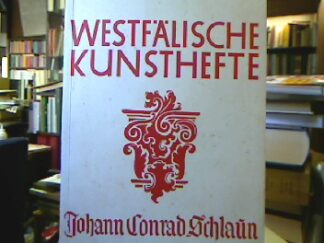 WESTFÄLISCHE
KUNSTHEFTE
Johann Conrad Schlaun